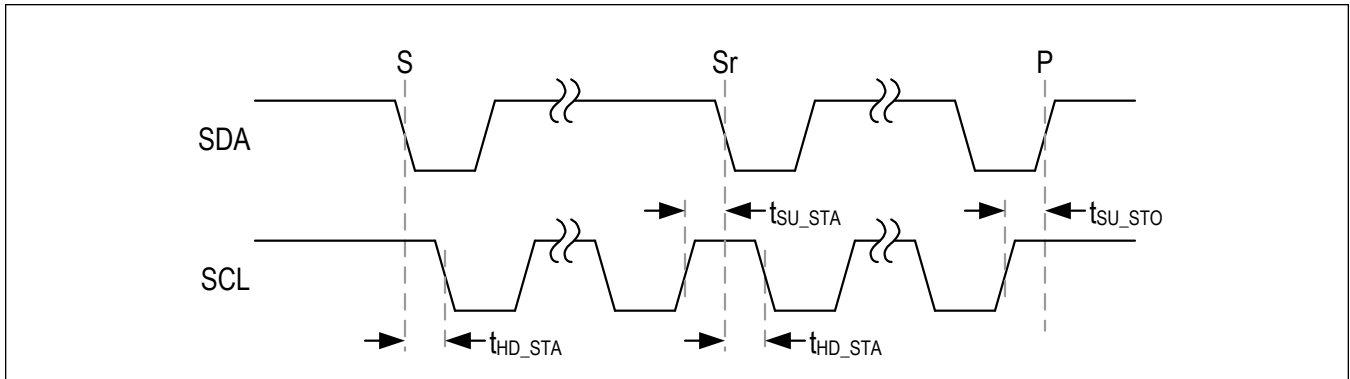 S Sr P
SDA
tSU_STA tSU_STO
SCL
tHD_STA tHD_STA